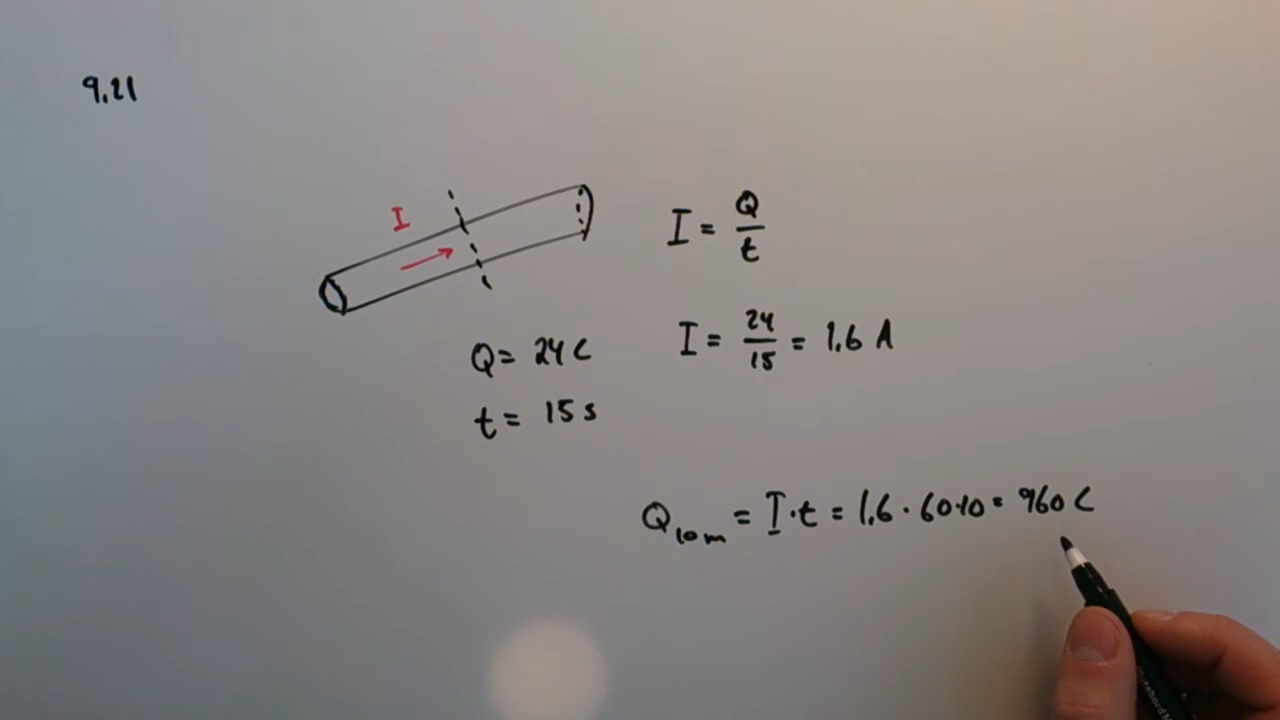 9.21
I
I = Q/t
Q = 24 C
I = 24/15 = 1.6 A
t = 15 s
Q10m = I·t = 1.6 · 60·10 = 960 C